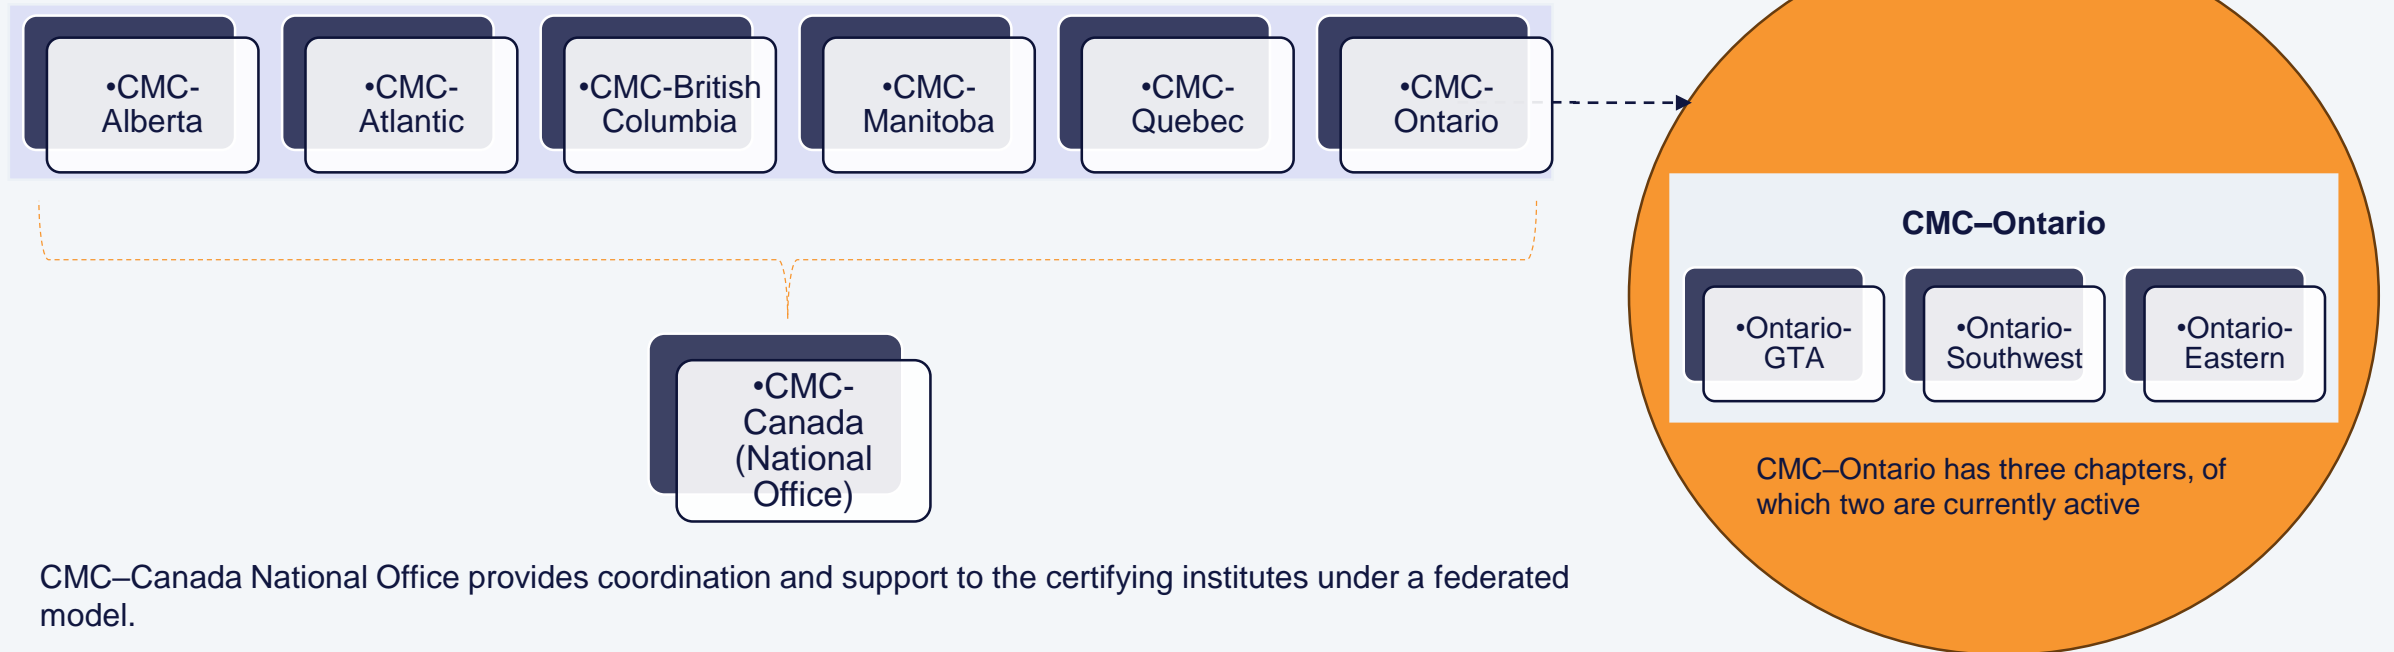 •CMC-
Alberta
•CMC-
Atlantic
•CMC-British
Columbia
•CMC-
Manitoba
•CMC-
Quebec
•CMC-
Ontario
CMC–Ontario
•Ontario-
GTA
•Ontario-
Southwest
•Ontario-
Eastern
CMC–Ontario has three chapters, of
which two are currently active
•CMC-
Canada
(National
Office)
CMC–Canada National Office provides coordination and support to the certifying institutes under a federated
model.